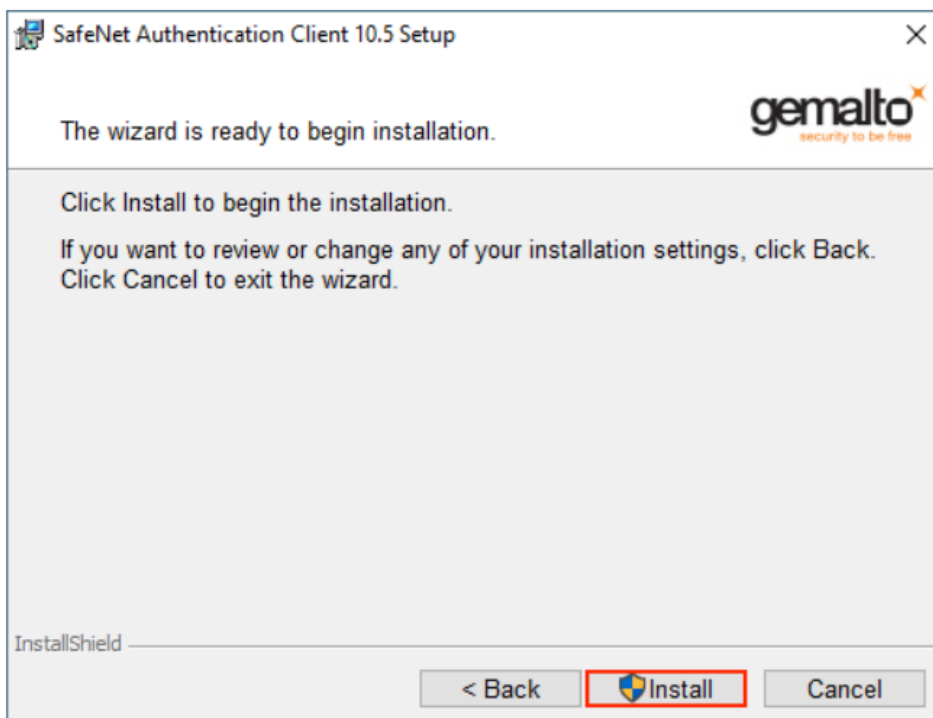 SafeNet Authentication Client 10.5 Setup
gemalto
security to be free
The wizard is ready to begin installation.
Click Install to begin the installation.
If you want to review or change any of your installation settings, click Back.
Click Cancel to exit the wizard.
InstallShield
< Back
Install
Cancel